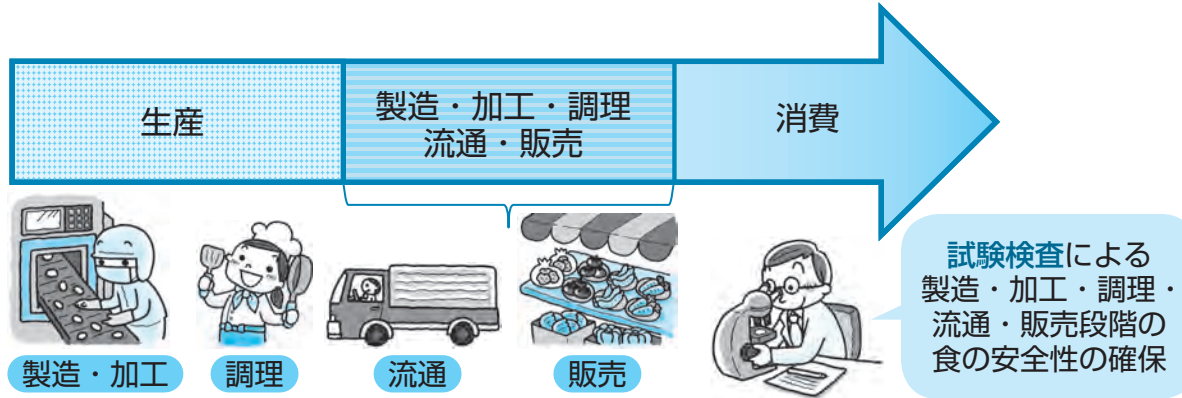 生産
製造・加工・調理
流通・販売
消費
製造・加工
調理
流通
販売
試験検査による
製造・加工・調理・
流通・販売段階の
食の安全性の確保